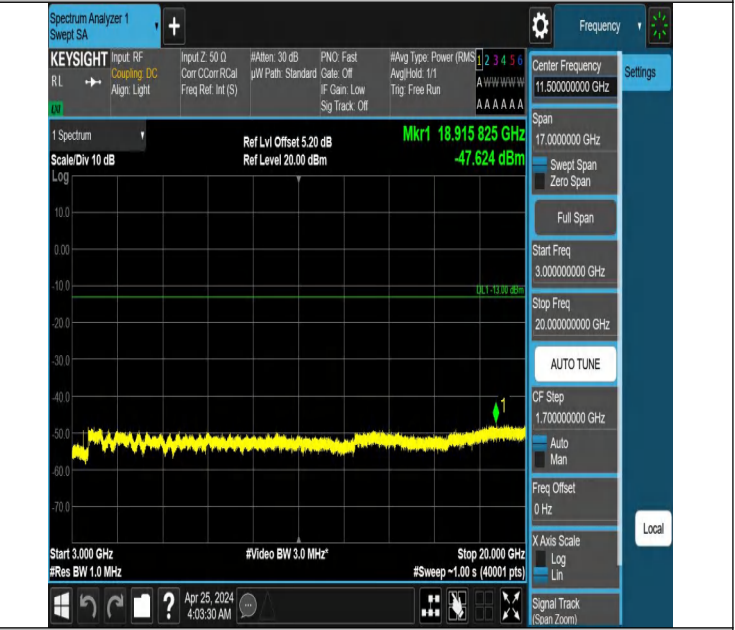 Spectrum Analyzer 1
Swept SA
+
Frequency
KEYSIGHT
RL
Input: RF
Coupling: DC
Align: Light
Input Z: 50 Ω
Corr CCorr RCal
Freq Ref: Int (S)
#Atten: 30 dB
µW Path: Standard
PNO: Fast
Gate: Off
IF Gain: Low
Sig Track: Off
#Avg Type: Power (RMS
Avg|Hold: 1/1
Trig: Free Run
1 2 3 4 5 6
A W W W W W
A A A A A A
Center Frequency
11.500000000 GHz
Settings
1 Spectrum
Scale/Div 10 dB
Log
Ref Lvl Offset 5.20 dB
Ref Level 20.00 dBm
Mkr1 18.915 825 GHz
-47.624 dBm
Span
17.0000000 GHz
Swept Span
Zero Span
Full Span
Start Freq
3.000000000 GHz
Stop Freq
20.000000000 GHz
AUTO TUNE
CF Step
1.700000000 GHz
Auto
Man
Freq Offset
0 Hz
X Axis Scale
Log
Lin
Signal Track
(Span Zoom)
Local
10.0
0.00
-10.0
DL1 -13.00 dBm
-20.0
-30.0
-40.0
1
-50.0
-60.0
-70.0
Start 3.000 GHz
#Res BW 1.0 MHz
#Video BW 3.0 MHz*
Stop 20.000 GHz
#Sweep ~1.00 s (40001 pts)
?
Apr 25, 2024
4:03:30 AM